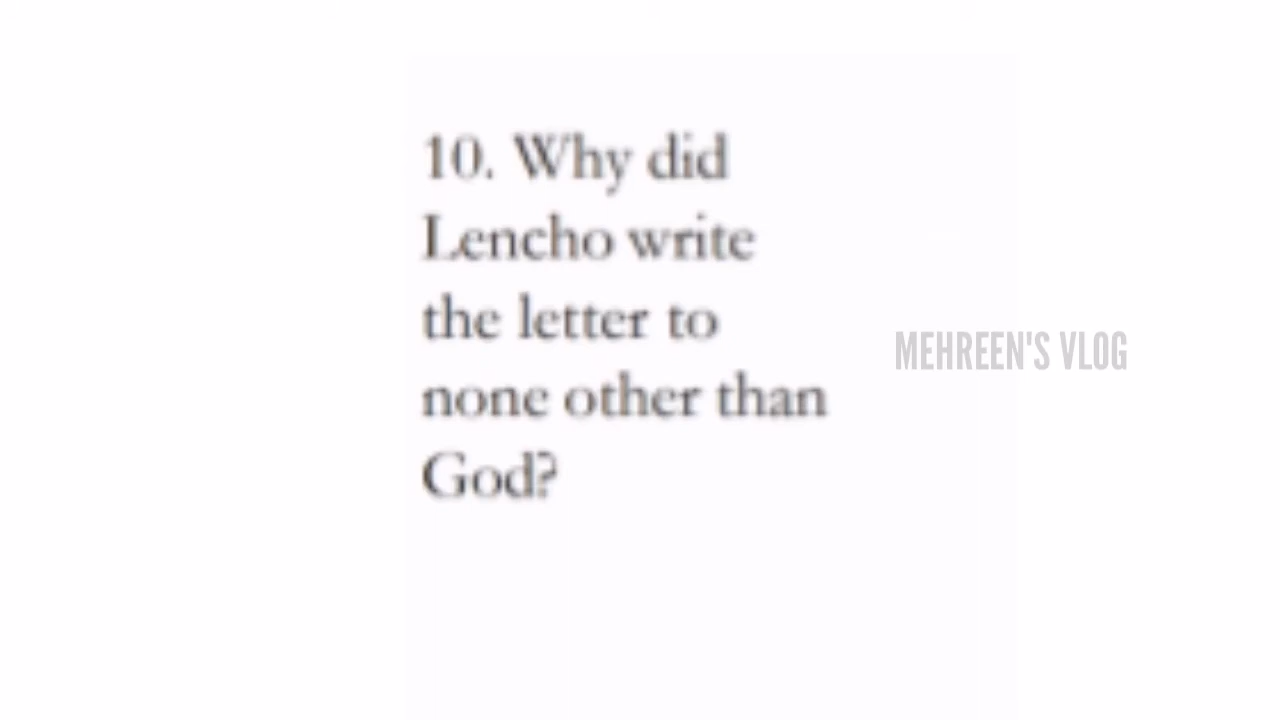 10. Why did
Lencho write
the letter to
none other than
God?
MEHREEN'S VLOG